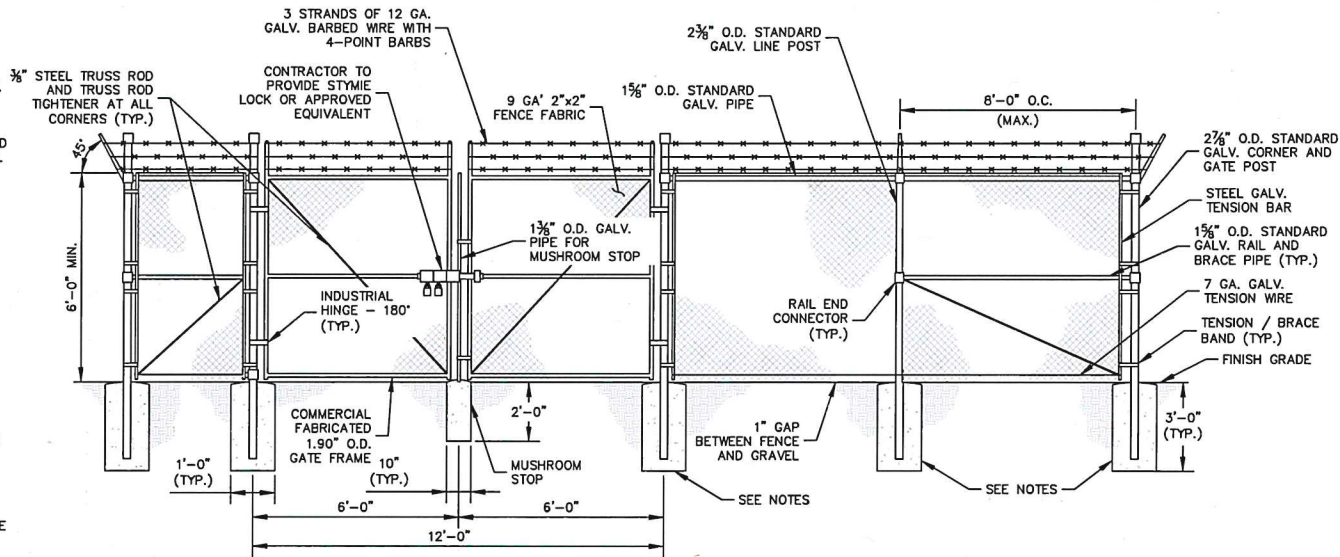 3 STRANDS OF 12 GA.
GALV. BARBED WIRE WITH
4-POINT BARBS
2⅜" O.D. STANDARD
GALV. LINE POST
⅜" STEEL TRUSS ROD
AND TRUSS ROD
TIGHTENER AT ALL
CORNERS (TYP.)
CONTRACTOR TO
PROVIDE STYMIE
LOCK OR APPROVED
EQUIVALENT
9 GA' 2"x2"
FENCE FABRIC
1⅝" O.D. STANDARD
GALV. PIPE
8'-0" O.C.
(MAX.)
2⅞" O.D. STANDARD
GALV. CORNER AND
GATE POST
45°
STEEL GALV.
TENSION BAR
6'-0" MIN.
1⅜" O.D. GALV.
PIPE FOR
MUSHROOM STOP
1⅝" O.D. STANDARD
GALV. RAIL AND
BRACE PIPE (TYP.)
INDUSTRIAL
HINGE – 180°
(TYP.)
RAIL END
CONNECTOR
(TYP.)
7 GA. GALV.
TENSION WIRE
TENSION / BRACE
BAND (TYP.)
FINISH GRADE
COMMERCIAL
FABRICATED
1.90" O.D.
GATE FRAME
2'-0"
1" GAP
BETWEEN FENCE
AND GRAVEL
3'-0"
(TYP.)
1'-0"
(TYP.)
10"
(TYP.)
MUSHROOM
STOP
SEE NOTES
SEE NOTES
6'-0"
6'-0"
12'-0"